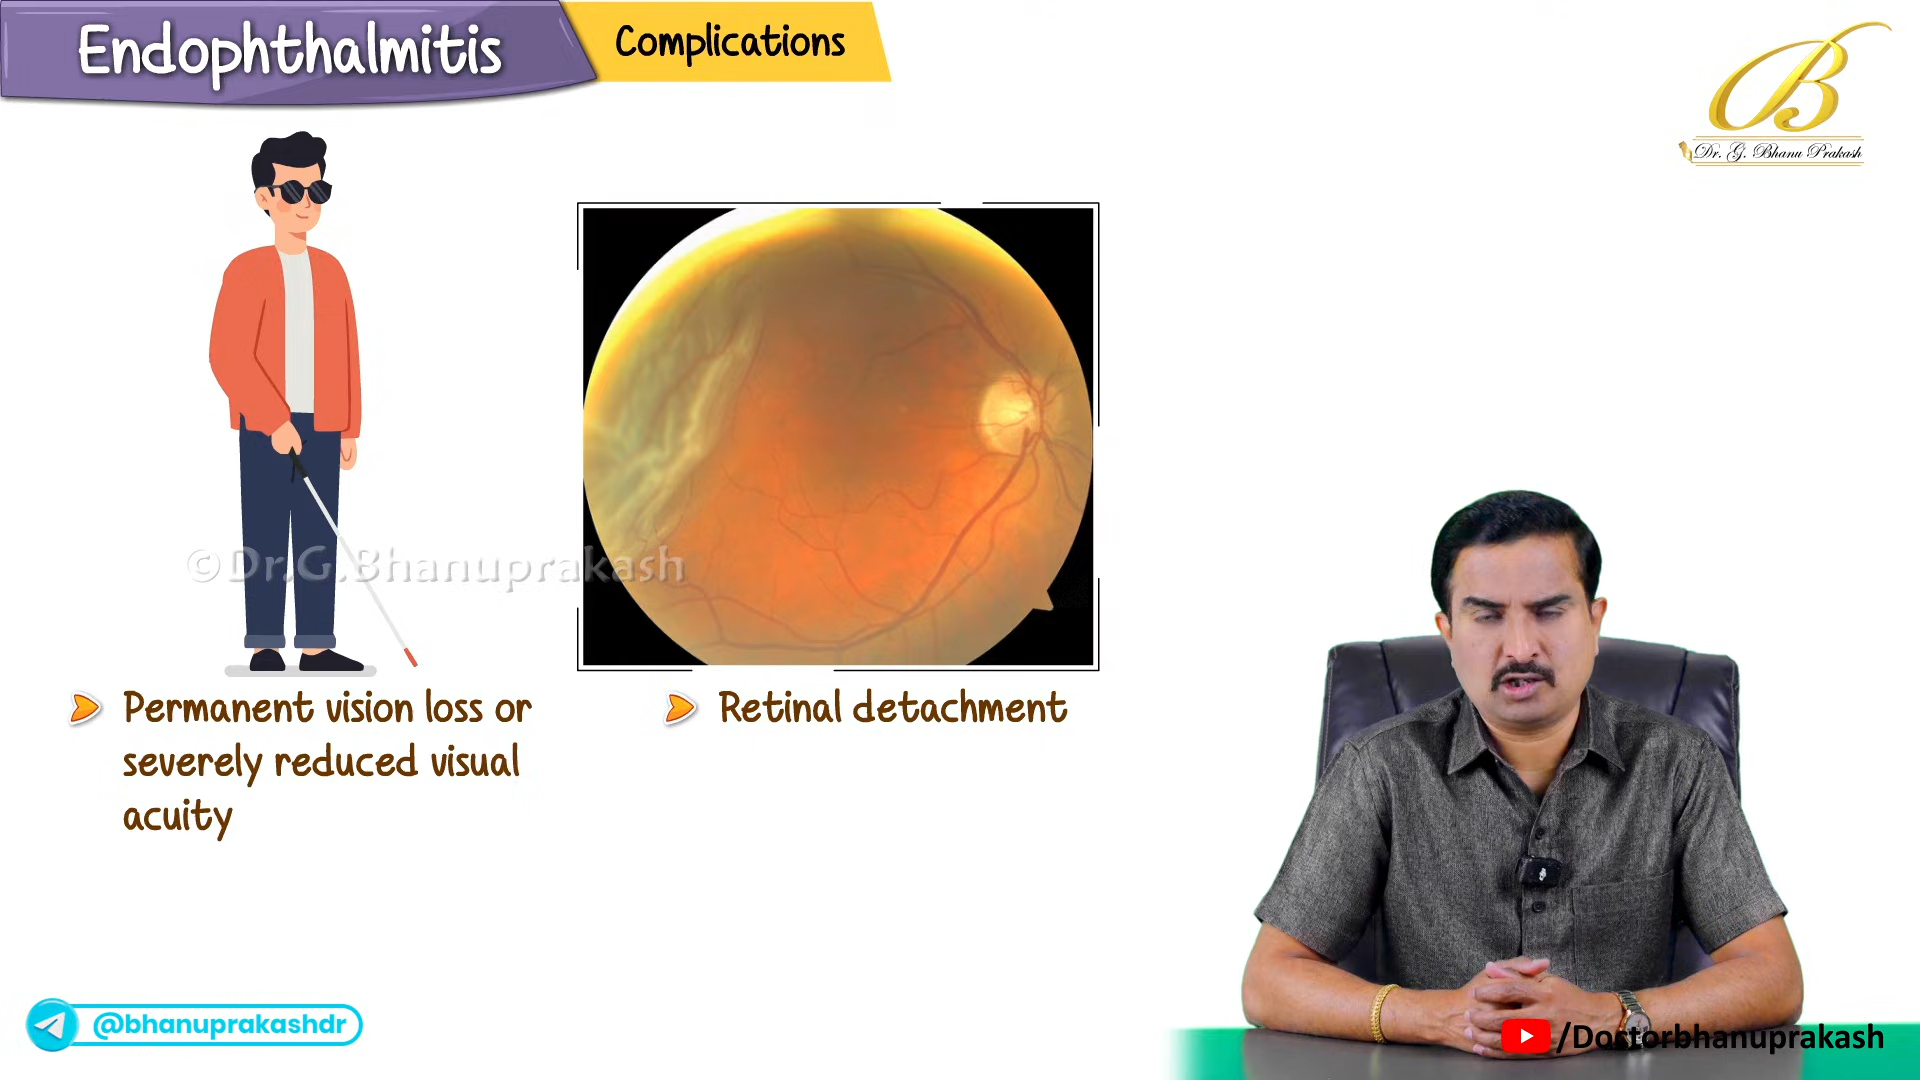 Endophthalmitis
Complications
B
Dr. G. Bhanu Prakash
©Dr.G.Bhanuprakash
Permanent vision loss or
severely reduced visual
acuity
Retinal detachment
@bhanuprakashdr
/Doctorbhanuprakash